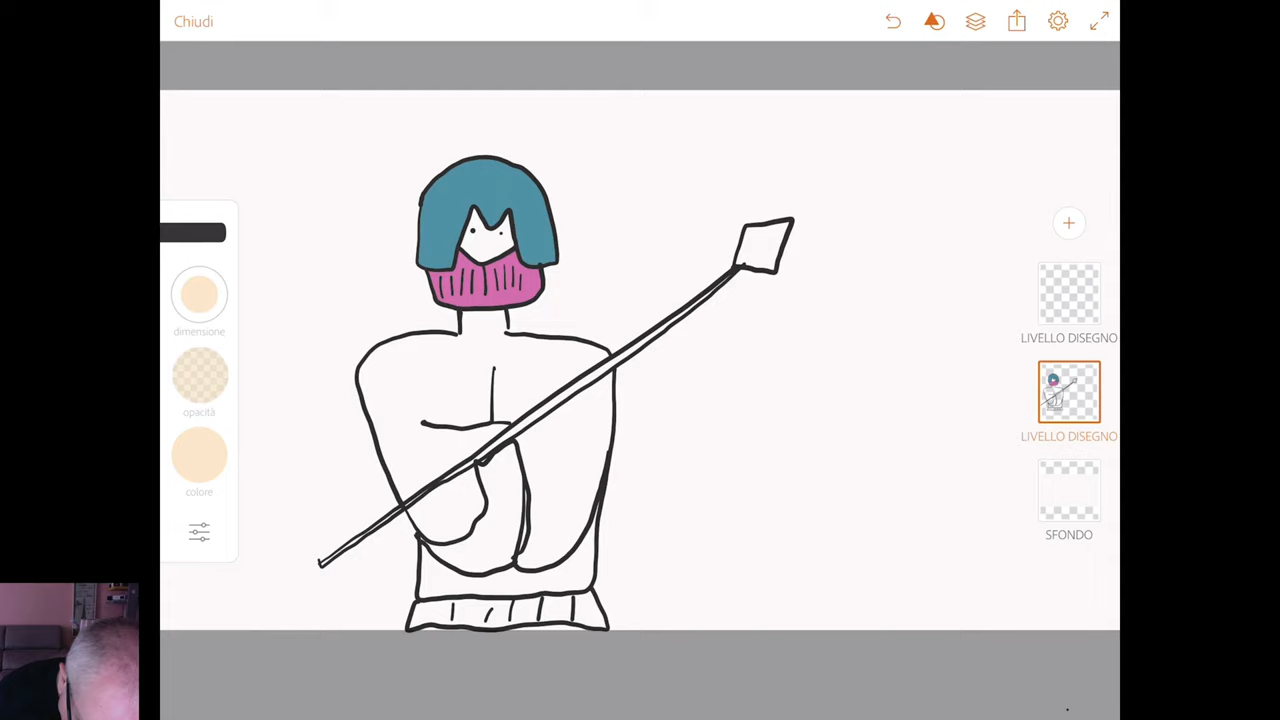 Chiudi
dimensione
opacità
colore
LIVELLO DISEGNO
LIVELLO DISEGNO
SFONDO